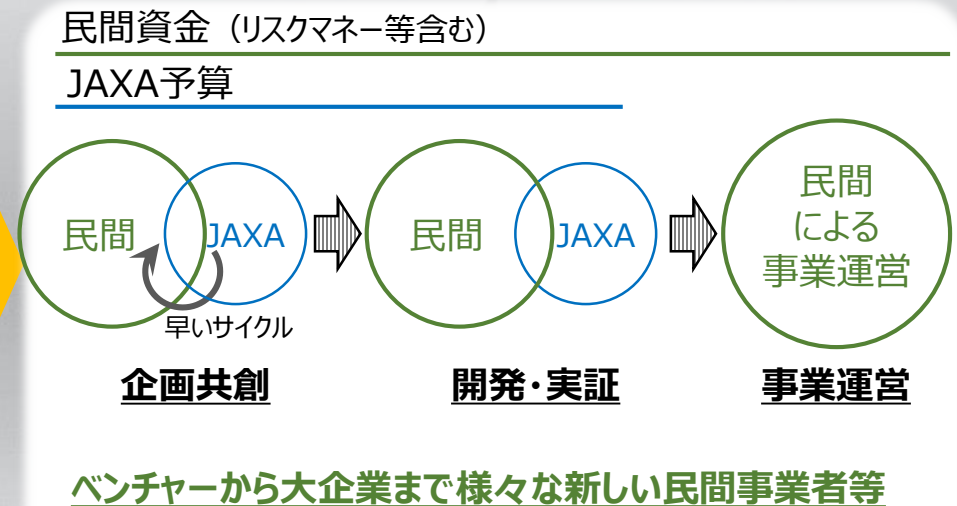 民間資金（リスクマネー等含む）
JAXA予算
民間
JAXA
早いサイクル
民間
JAXA
民間
による
事業運営
企画共創
開発・実証
事業運営
ベンチャーから大企業まで様々な新しい民間事業者等